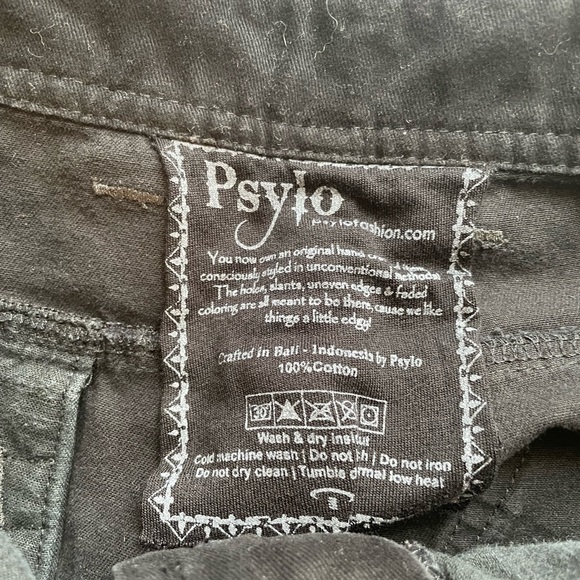 Psylo
psylofashion.com
You now own an original hand
consciously styled in unconventional methods
The holes, slants, uneven edges & faded
coloring are all meant to be there, cause we like
things a little edgy!
Crafted in Bali - Indonesia by Psylo
100%Cotton
30°
Wash & dry
Cold machine wash | Do not | Do not iron
Do not dry clean | Tumble low heat